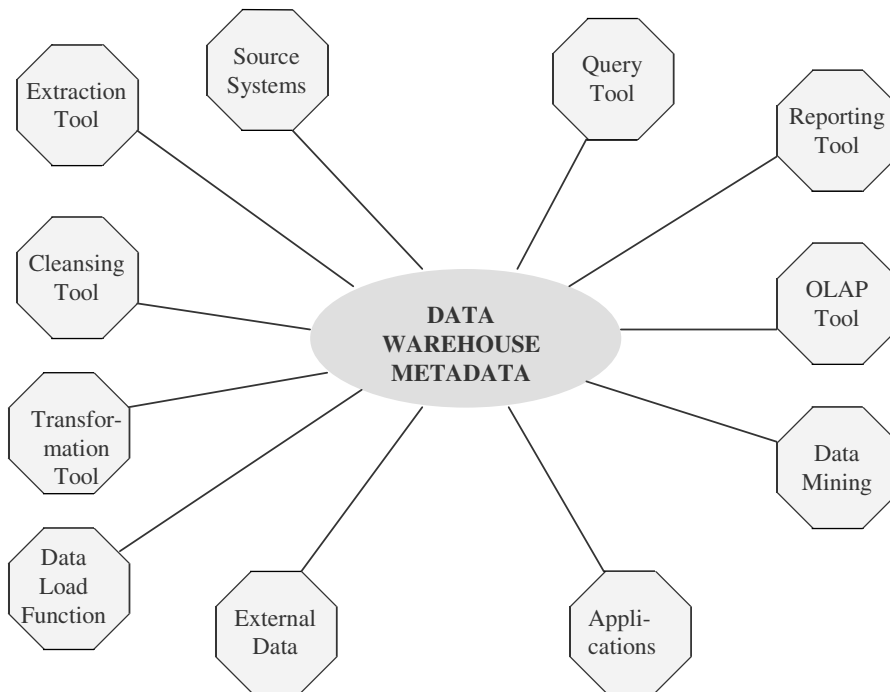 Source
Systems
Query
Tool
Extraction
Tool
Reporting
Tool
Cleansing
Tool
OLAP
Tool
DATA
WAREHOUSE
METADATA
Transfor-
mation
Tool
Data
Mining
Data
Load
Function
External
Data
Appli-
cations